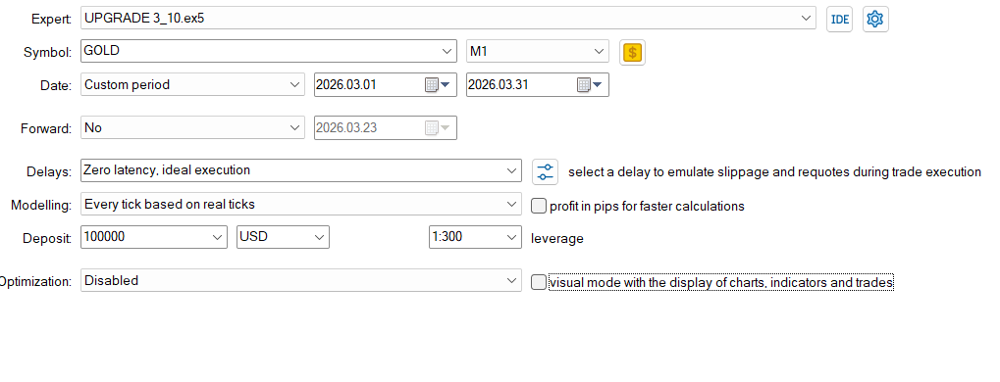 Expert: UPGRADE 3_10.ex5 IDE
Symbol: GOLD M1 $
Date: Custom period 2026.03.01 2026.03.31
Forward: No 2026.03.23
Delays: Zero latency, ideal execution select a delay to emulate slippage and requotes during trade execution
Modelling: Every tick based on real ticks profit in pips for faster calculations
Deposit: 100000 USD 1:300 leverage
Optimization: Disabled visual mode with the display of charts, indicators and trades